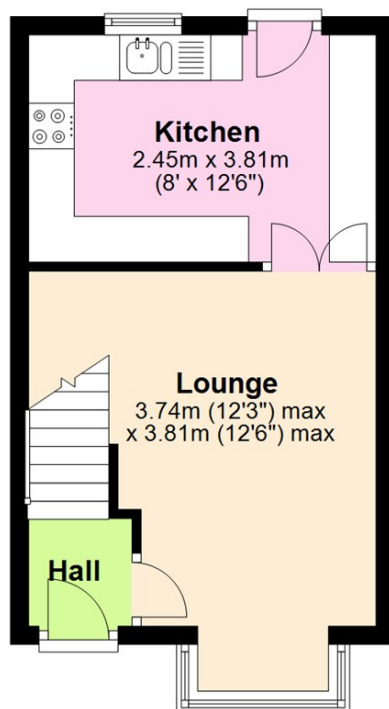 Kitchen
2.45m x 3.81m
(8' x 12'6")
Lounge
3.74m (12'3") max
x 3.81m (12'6") max
Hall